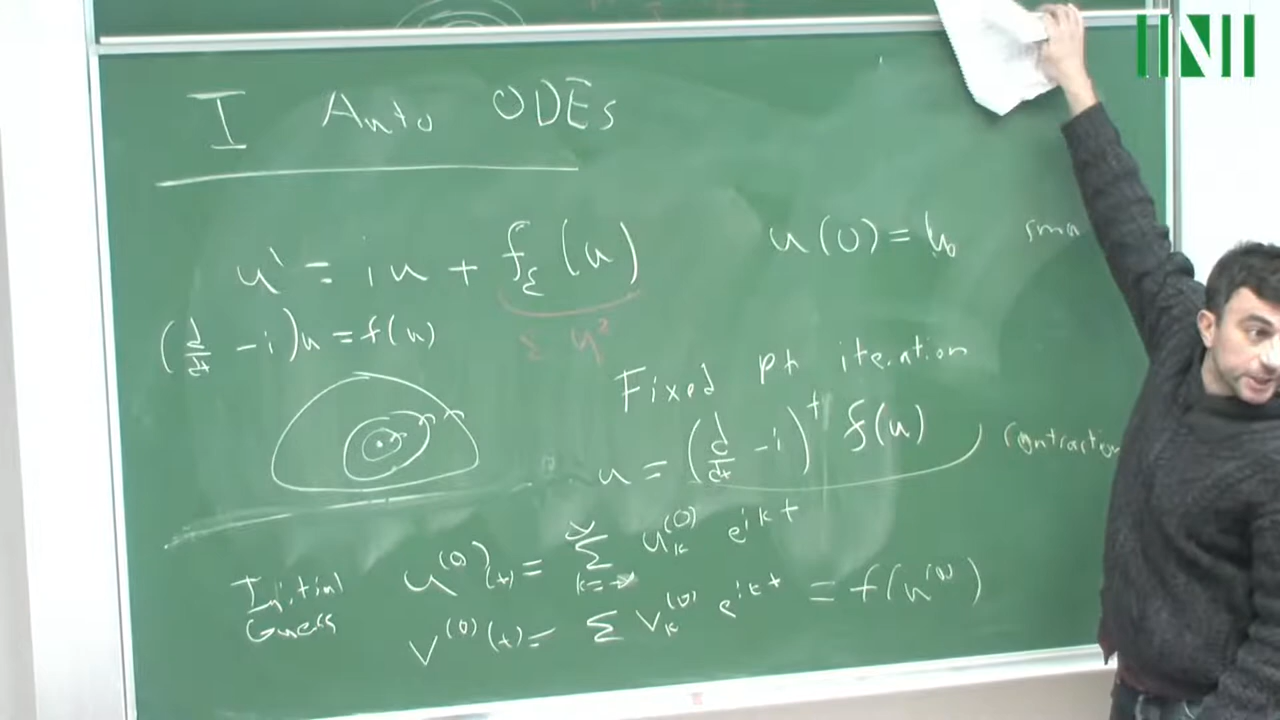 I Auto ODEs
u' = iu + f_ε(u) u(0) = u_0 sma
ε u²
(d/dt - i)u = f(u)
Fixed pt iteration
u = (d/dt - i)^† f(u) contraction
Initial Guess
u^(0)(t) = Σ u_k^(0) e^{ikt}
v^(0)(t) = Σ v_k^(0) e^{ikt} = f(u^(0))